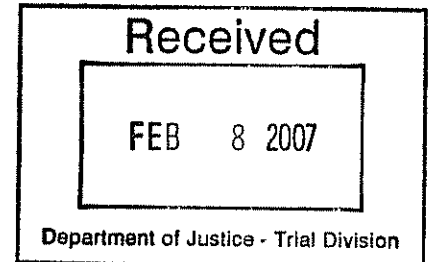 Received
FEB 8 2007
Department of Justice - Trial Division